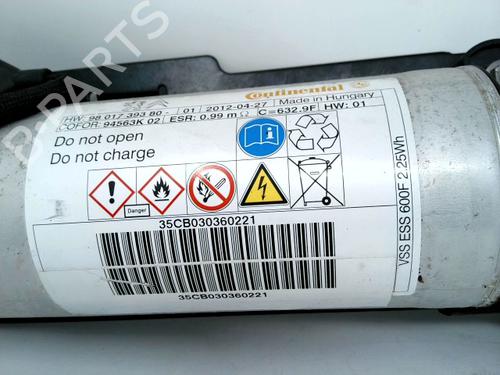 Continental
HW: 98 017 393 80 - 01 2012-04-27 Made in Hungary
COFOR: 94563K 02 ESR: 0.99 mΩ C=632.9F HW: 01
Do not open
Do not charge
Danger
35CB030360221
35CB030360221
VSS ESS 600F 2.25Wh
B-PARTS